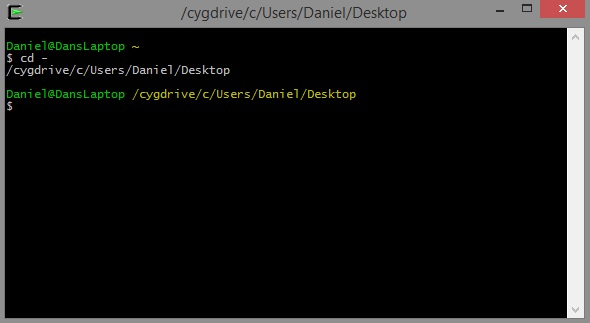 /cygdrive/c/Users/Daniel/Desktop
Daniel@DansLaptop ~
$ cd -
/cygdrive/c/Users/Daniel/Desktop
Daniel@DansLaptop /cygdrive/c/Users/Daniel/Desktop
$